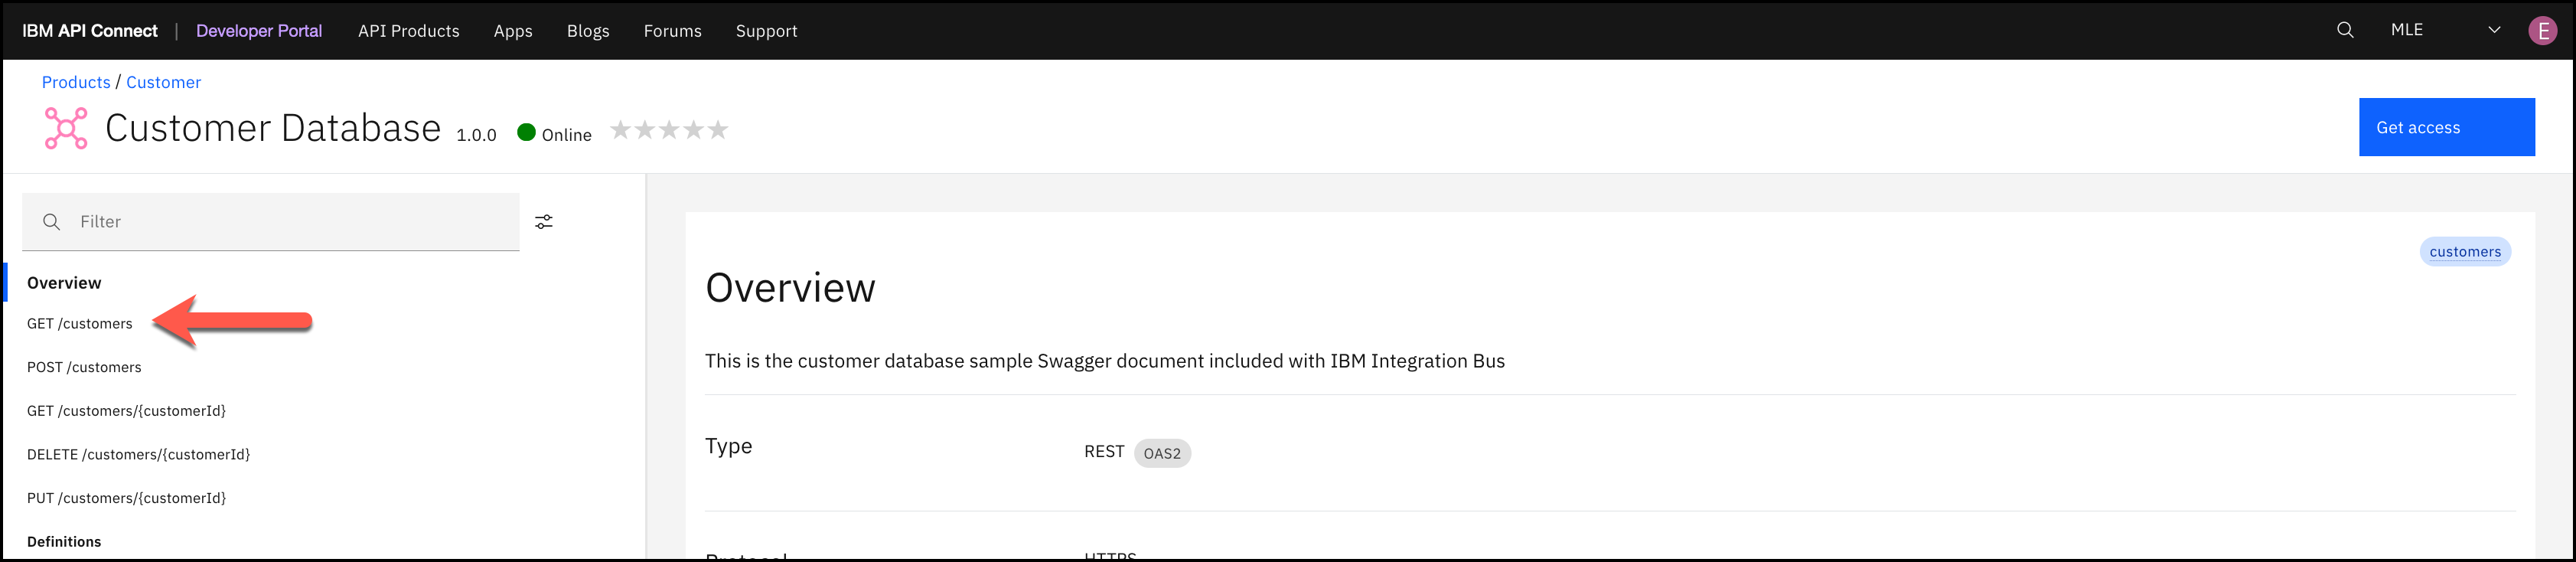 IBM API Connect | Developer Portal API Products Apps Blogs Forums Support MLE E
Products / Customer
Customer Database 1.0.0 Online
Get access
Filter
Overview
GET /customers
POST /customers
GET /customers/{customerId}
DELETE /customers/{customerId}
PUT /customers/{customerId}
Definitions
customers
Overview
This is the customer database sample Swagger document included with IBM Integration Bus
Type REST OAS2
Protocol HTTPS